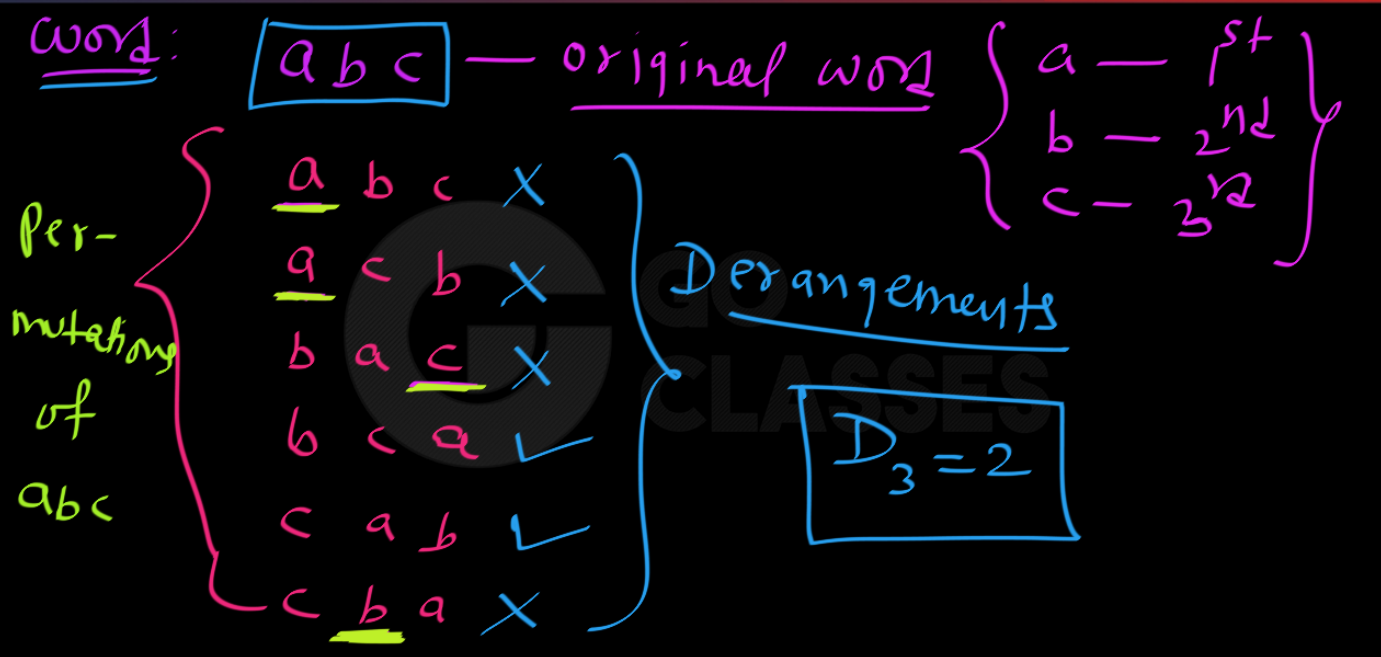 word: abc — original word
a — 1st
b — 2nd
c — 3rd
Per-
mutations
of
abc
a b c ✗
a c b ✗
b a c ✗
b c a ✓
c a b ✓
c b a ✗
Derangements
D₃ = 2
GO
CLASSES